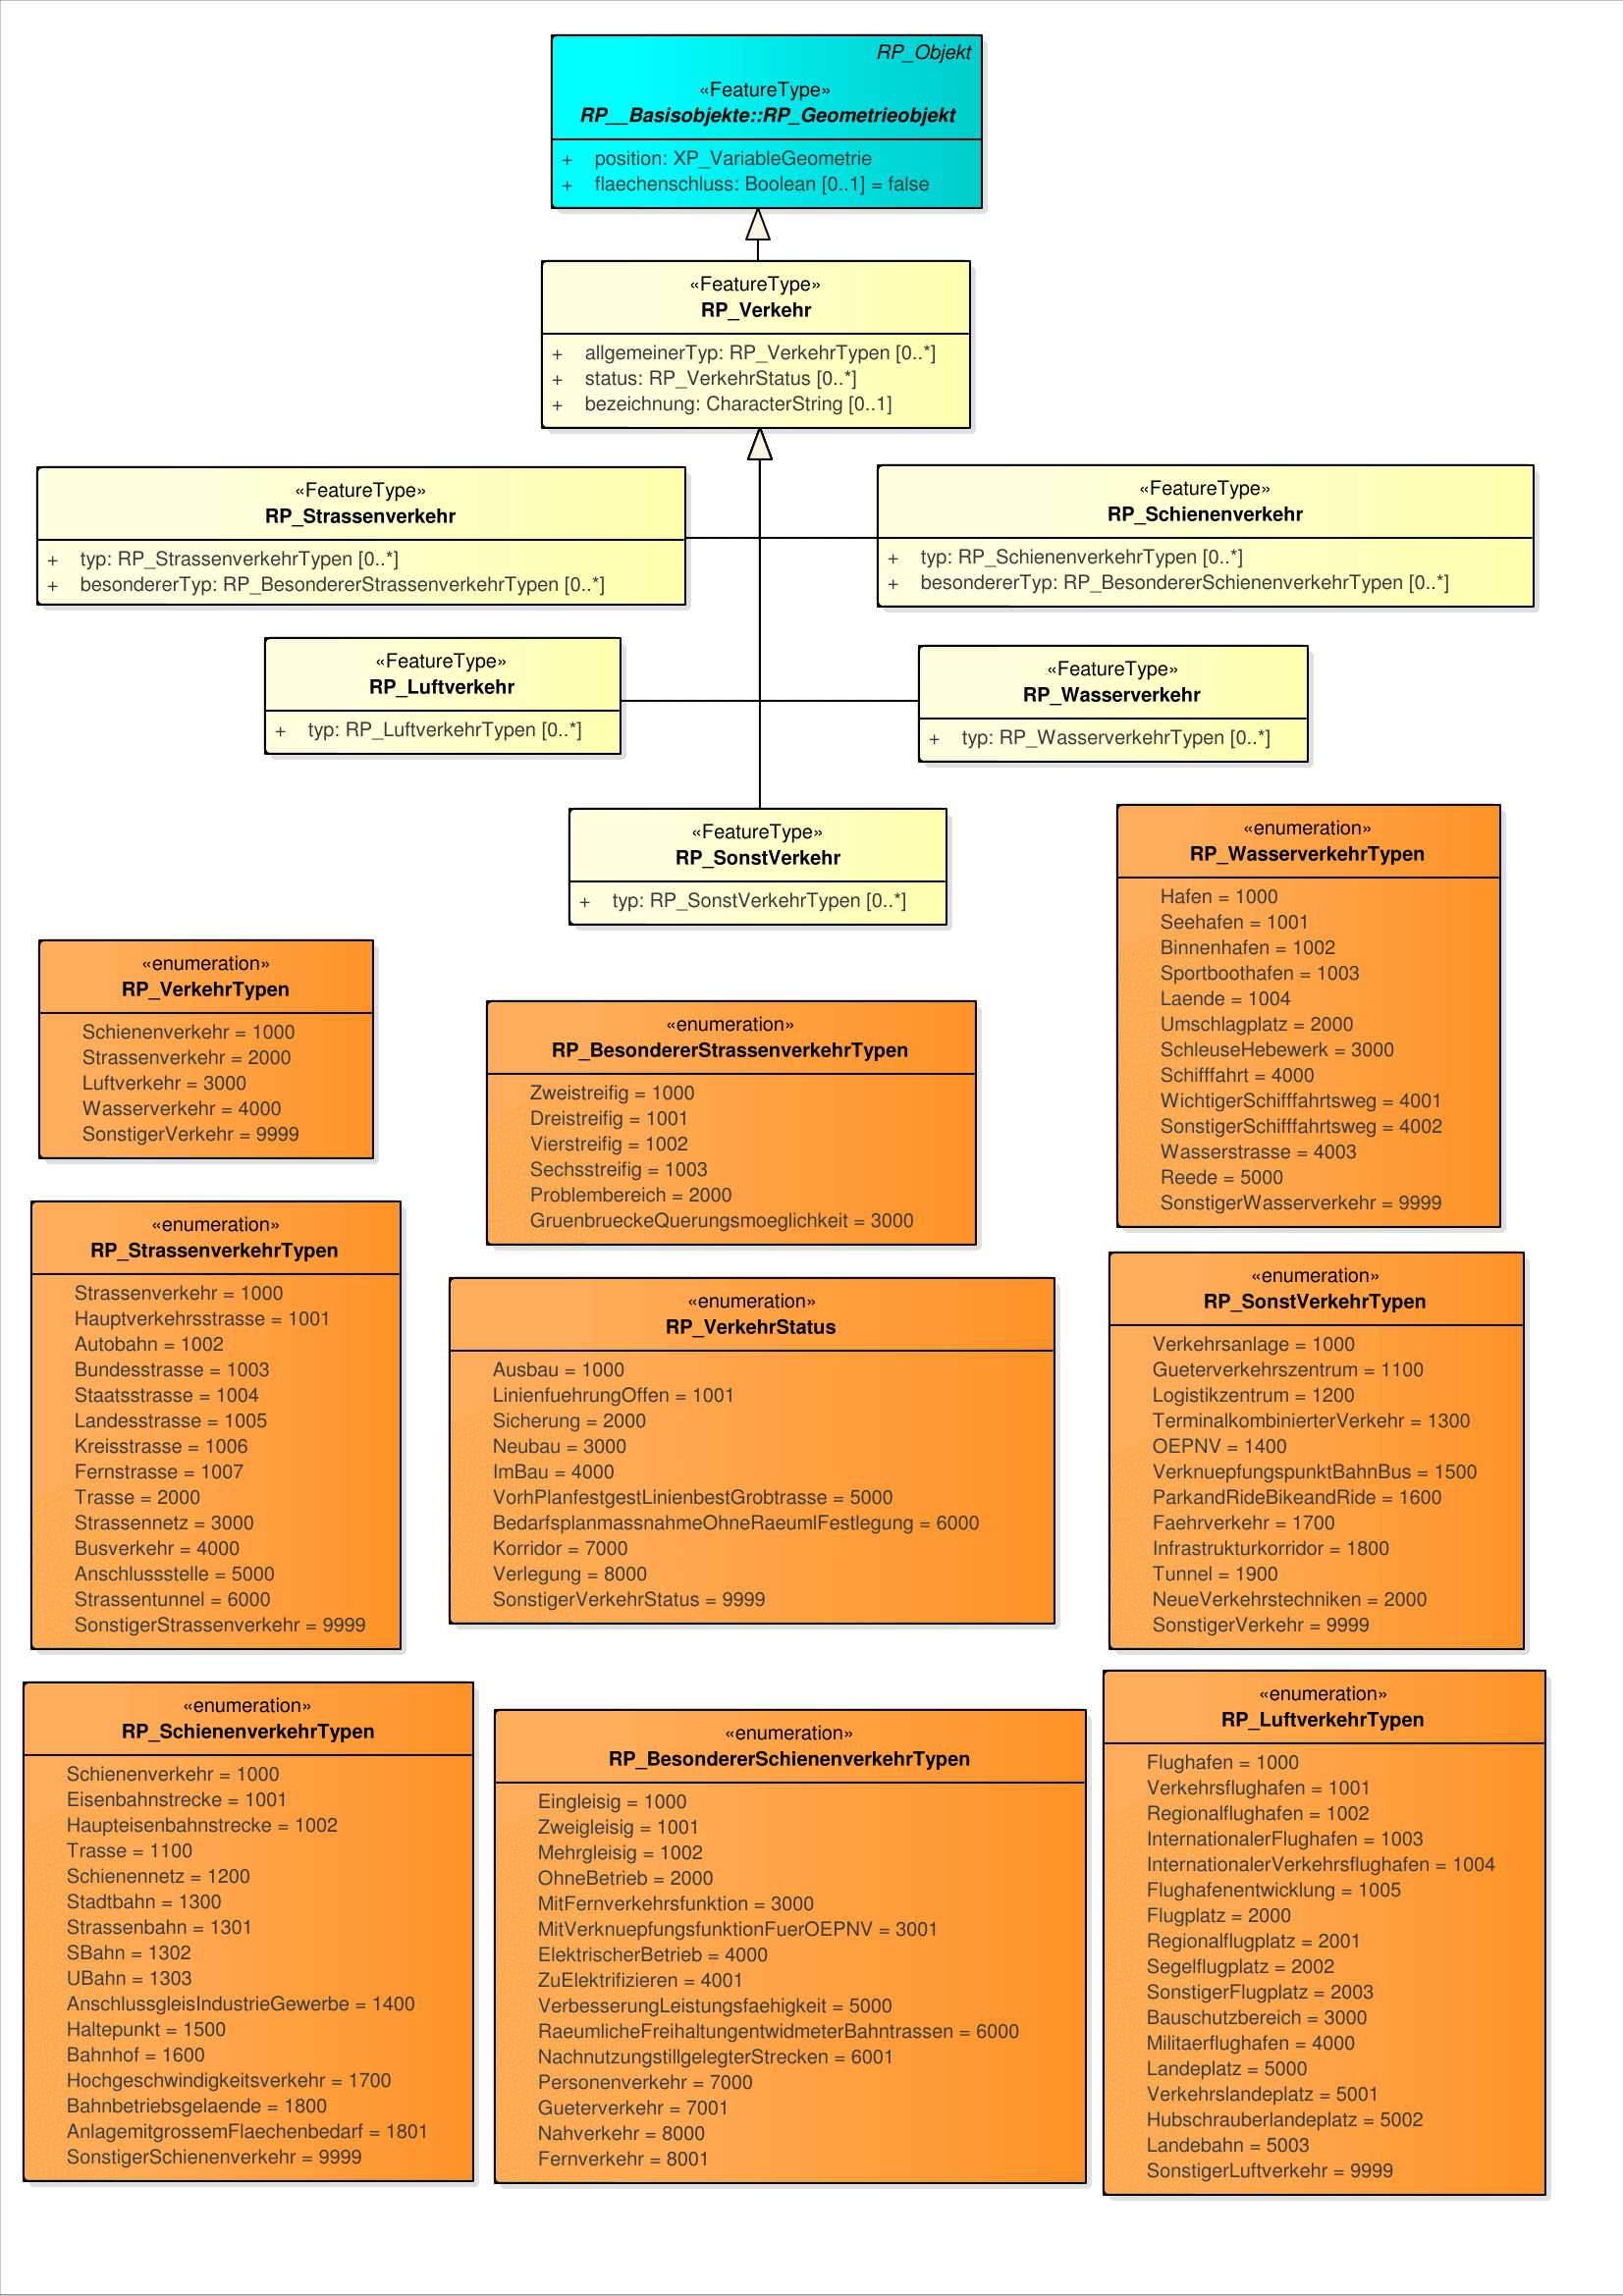 RP_Objekt
«FeatureType»
RP__Basisobjekte::RP_Geometrieobjekt
+ position: XP_VariableGeometrie
+ flaechenschluss: Boolean [0..1] = false
«FeatureType»
RP_Verkehr
+ allgemeinerTyp: RP_VerkehrTypen [0..*]
+ status: RP_VerkehrStatus [0..*]
+ bezeichnung: CharacterString [0..1]
«FeatureType»
RP_Strassenverkehr
+ typ: RP_StrassenverkehrTypen [0..*]
+ besondererTyp: RP_BesondererStrassenverkehrTypen [0..*]
«FeatureType»
RP_Schienenverkehr
+ typ: RP_SchienenverkehrTypen [0..*]
+ besondererTyp: RP_BesondererSchienenverkehrTypen [0..*]
«FeatureType»
RP_Luftverkehr
+ typ: RP_LuftverkehrTypen [0..*]
«FeatureType»
RP_Wasserverkehr
+ typ: RP_WasserverkehrTypen [0..*]
«FeatureType»
RP_SonstVerkehr
+ typ: RP_SonstVerkehrTypen [0..*]
«enumeration»
RP_WasserverkehrTypen
Hafen = 1000
Seehafen = 1001
Binnenhafen = 1002
Sportboothafen = 1003
Laende = 1004
Umschlagplatz = 2000
SchleuseHebewerk = 3000
Schifffahrt = 4000
WichtigerSchifffahrtsweg = 4001
SonstigerSchifffahrtsweg = 4002
Wasserstrasse = 4003
Reede = 5000
SonstigerWasserverkehr = 9999
«enumeration»
RP_VerkehrTypen
Schienenverkehr = 1000
Strassenverkehr = 2000
Luftverkehr = 3000
Wasserverkehr = 4000
SonstigerVerkehr = 9999
«enumeration»
RP_BesondererStrassenverkehrTypen
Zweistreifig = 1000
Dreistreifig = 1001
Vierstreifig = 1002
Sechsstreifig = 1003
Problembereich = 2000
GruenbrueckeQuerungsmoeglichkeit = 3000
«enumeration»
RP_StrassenverkehrTypen
Strassenverkehr = 1000
Hauptverkehrsstrasse = 1001
Autobahn = 1002
Bundesstrasse = 1003
Staatsstrasse = 1004
Landesstrasse = 1005
Kreisstrasse = 1006
Fernstrasse = 1007
Trasse = 2000
Strassennetz = 3000
Busverkehr = 4000
Anschlussstelle = 5000
Strassentunnel = 6000
SonstigerStrassenverkehr = 9999
«enumeration»
RP_VerkehrStatus
Ausbau = 1000
LinienfuehrungOffen = 1001
Sicherung = 2000
Neubau = 3000
ImBau = 4000
VorhPlanfestgestLinienbestGrobtrasse = 5000
BedarfsplanmassnahmeOhneRaeumlFestlegung = 6000
Korridor = 7000
Verlegung = 8000
SonstigerVerkehrStatus = 9999
«enumeration»
RP_SonstVerkehrTypen
Verkehrsanlage = 1000
Gueterverkehrszentrum = 1100
Logistikzentrum = 1200
TerminalkombinierterVerkehr = 1300
OEPNV = 1400
VerknuepfungspunktBahnBus = 1500
ParkandRideBikeandRide = 1600
Faehrverkehr = 1700
Infrastrukturkorridor = 1800
Tunnel = 1900
NeueVerkehrstechniken = 2000
SonstigerVerkehr = 9999
«enumeration»
RP_SchienenverkehrTypen
Schienenverkehr = 1000
Eisenbahnstrecke = 1001
Haupteisenbahnstrecke = 1002
Trasse = 1100
Schienennetz = 1200
Stadtbahn = 1300
Strassenbahn = 1301
SBahn = 1302
UBahn = 1303
AnschlussgleisIndustrieGewerbe = 1400
Haltepunkt = 1500
Bahnhof = 1600
Hochgeschwindigkeitsverkehr = 1700
Bahnbetriebsgelaende = 1800
AnlagemitgrossemFlaechenbedarf = 1801
SonstigerSchienenverkehr = 9999
«enumeration»
RP_BesondererSchienenverkehrTypen
Eingleisig = 1000
Zweigleisig = 1001
Mehrgleisig = 1002
OhneBetrieb = 2000
MitFernverkehrsfunktion = 3000
MitVerknuepfungsfunktionFuerOEPNV = 3001
ElektrischerBetrieb = 4000
ZuElektrifizieren = 4001
VerbesserungLeistungsfaehigkeit = 5000
RaeumlicheFreihaltungentwidmeterBahntrassen = 6000
NachnutzungstillgelegterStrecken = 6001
Personenverkehr = 7000
Gueterverkehr = 7001
Nahverkehr = 8000
Fernverkehr = 8001
«enumeration»
RP_LuftverkehrTypen
Flughafen = 1000
Verkehrsflughafen = 1001
Regionalflughafen = 1002
InternationalerFlughafen = 1003
InternationalerVerkehrsflughafen = 1004
Flughafenentwicklung = 1005
Flugplatz = 2000
Regionalflugplatz = 2001
Segelflugplatz = 2002
SonstigerFlugplatz = 2003
Bauschutzbereich = 3000
Militaerflughafen = 4000
Landeplatz = 5000
Verkehrslandeplatz = 5001
Hubschrauberlandeplatz = 5002
Landebahn = 5003
SonstigerLuftverkehr = 9999